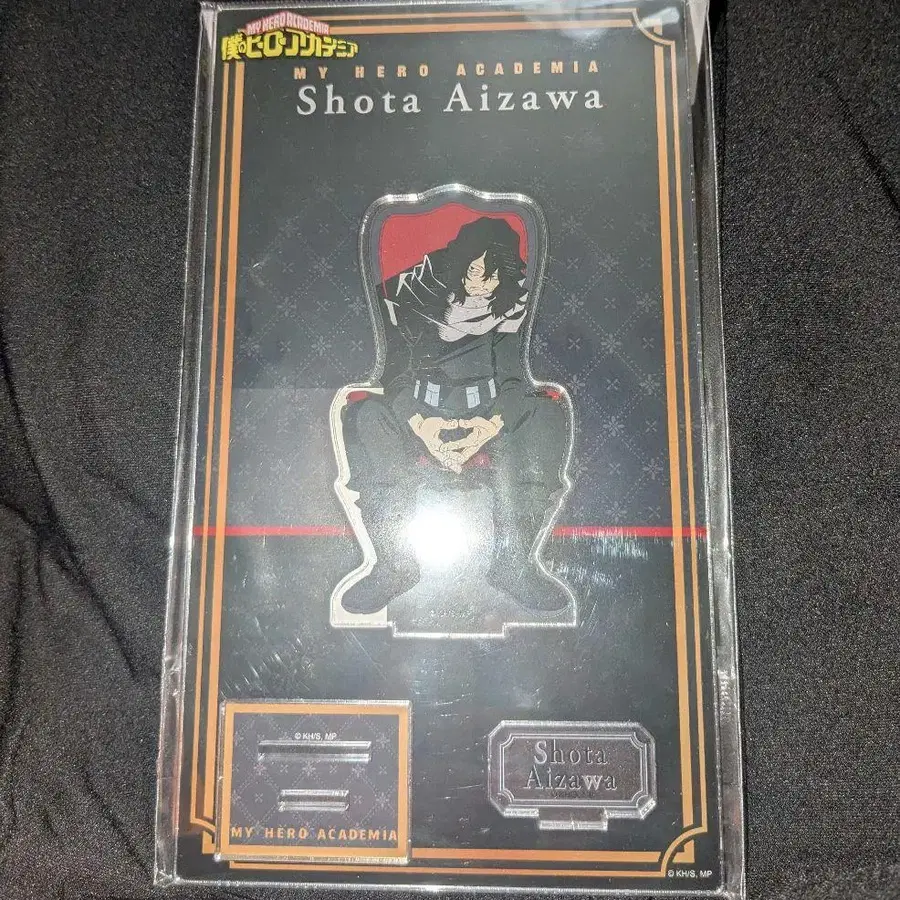 MY HERO ACADEMIA
僕のヒーローアカデミア
MY HERO ACADEMIA
Shota Aizawa
© KH/S, MP
MY HERO ACADEMIA
Shota
Aizawa
© KH/S, MP